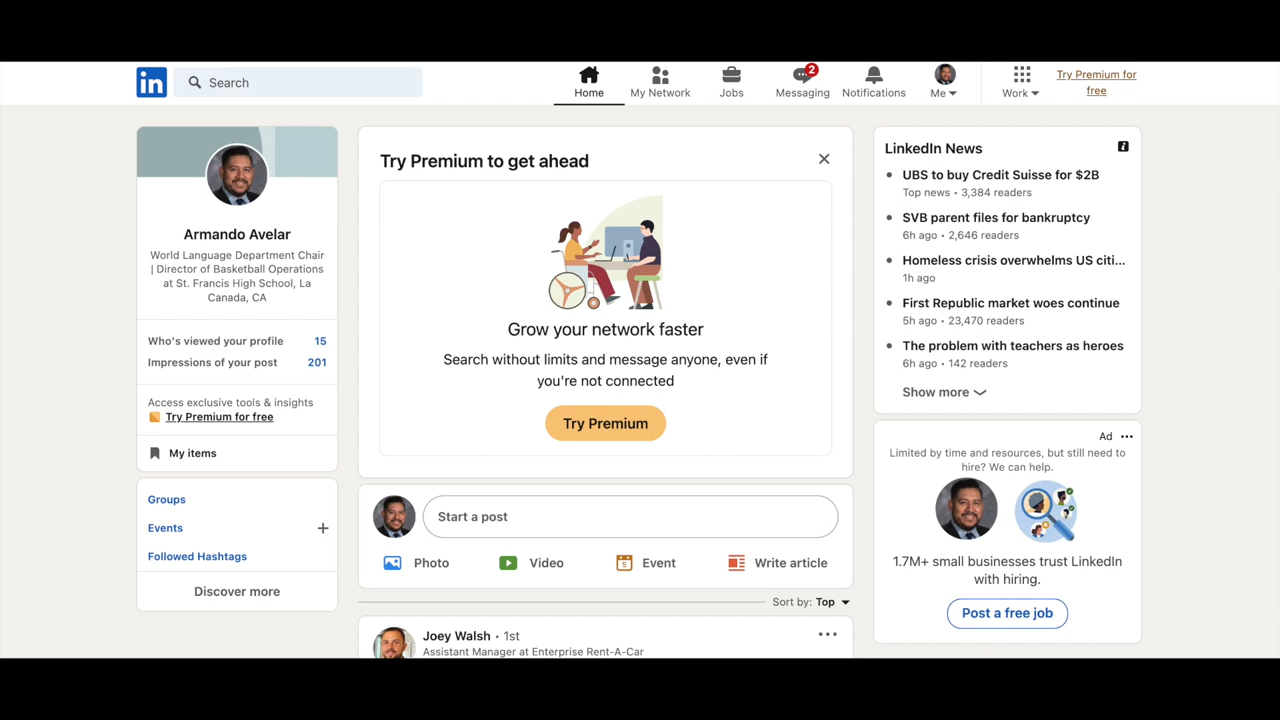 in
Search
Home
My Network
Jobs
2
Messaging
Notifications
Me
Work
Try Premium for
free
Armando Avelar
World Language Department Chair
| Director of Basketball Operations
at St. Francis High School, La
Canada, CA
Who's viewed your profile 15
Impressions of your post 201
Access exclusive tools & insights
Try Premium for free
My items
Groups
Events +
Followed Hashtags
Discover more
Try Premium to get ahead
Grow your network faster
Search without limits and message anyone, even if
you're not connected
Try Premium
Start a post
Photo
Video
5
Event
Write article
Sort by: Top
Joey Walsh • 1st
Assistant Manager at Enterprise Rent-A-Car
LinkedIn News
UBS to buy Credit Suisse for $2B
Top news • 3,384 readers
SVB parent files for bankruptcy
6h ago • 2,646 readers
Homeless crisis overwhelms US citi...
1h ago
First Republic market woes continue
5h ago • 23,470 readers
The problem with teachers as heroes
6h ago • 142 readers
Show more
Ad
Limited by time and resources, but still need to
hire? We can help.
1.7M+ small businesses trust LinkedIn
with hiring.
Post a free job